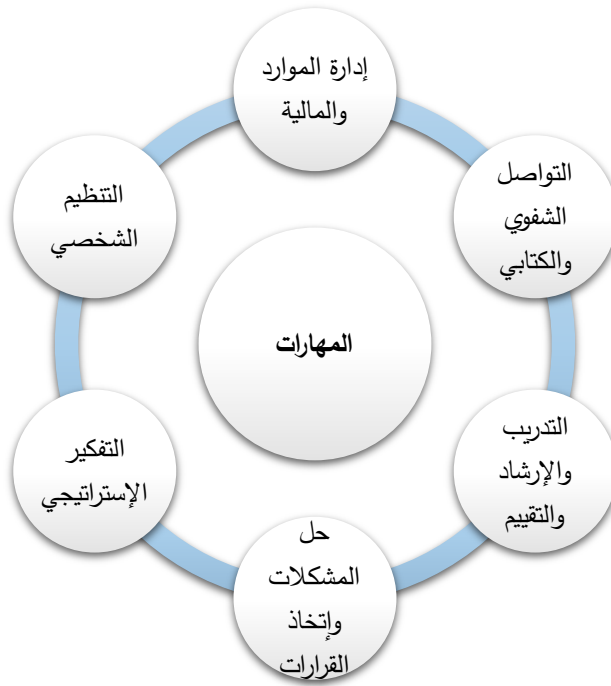 إدارة الموارد
والمالية
التواصل
الشفوي
والكتابي
التدريب
والإرشاد
والتقييم
حل
المشكلات
وإتخاذ
القرارات
التفكير
الإستراتيجي
التنظيم
الشخصي
المهارات